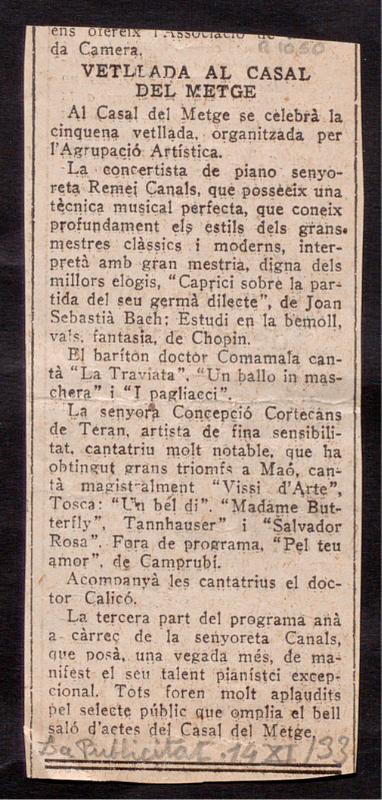 ens ofereix l'Associació de
da Camera.
R 1050
VETLLADA AL CASAL
DEL METGE
Al Casal del Metge se celebrà la
cinquena vetllada, organitzada per
l'Agrupació Artística.
La concertista de piano senyo-
reta Remei Canals, que posseeix una
tècnica musical perfecta, que coneix
profundament els estils dels grans
mestres clàssics i moderns, inter-
pretà amb gran mestria, digna dels
millors elogis, "Caprici sobre la par-
tida del seu germà dilecte", de Joan
Sebastià Bach; Estudi en la bemoll,
vals, fantasia, de Chopin.
El baríton doctor Comamala can-
tà "La Traviata", "Un ballo in mas-
chera" i "I pagliacci".
La senyora Concepció Cortecans
de Teran, artista de fina sensibili-
tat, cantatriu molt notable, que ha
obtingut grans triomfs a Maó, can-
tà magistralment "Vissi d'Arte",
Tosca; "Un bél di". "Madame But-
terfly", Tannhauser" i "Salvador
Rosa". Fora de programa, "Pel teu
amor", de Camprubí.
Acompanyà les cantatrius el doc-
tor Calicó.
La tercera part del programa anà
a càrrec de la senyoreta Canals,
que posà, una vegada més, de ma-
nifest el seu talent pianístci excep-
cional. Tots foren molt aplaudits
pel selecte públic que omplia el bell
saló d'actes del Casal del Metge.
La Publicitat 14 XI / 33